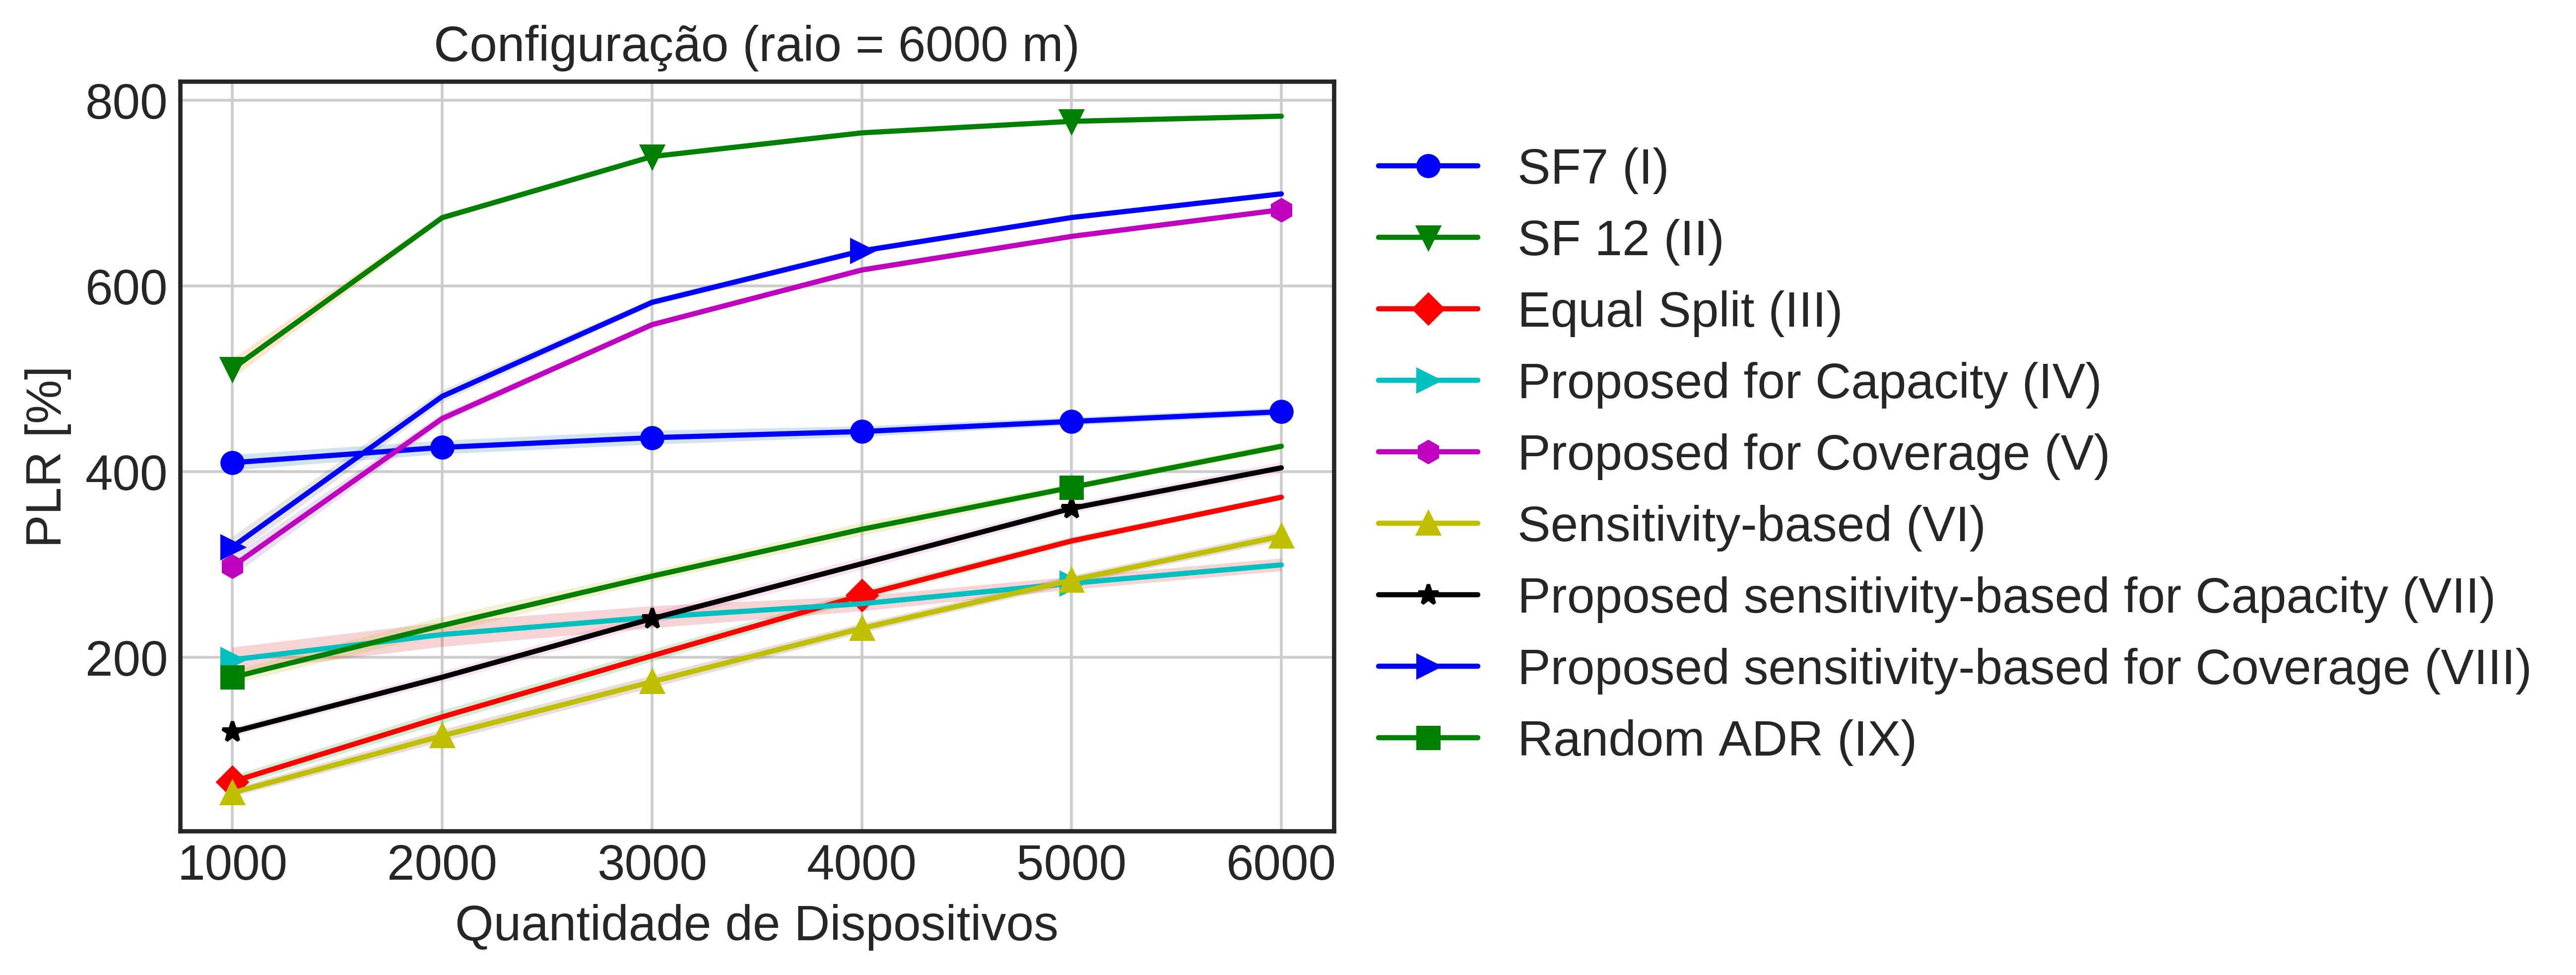 Configuração (raio = 6000 m)
PLR [%]
800
600
400
200
1000 2000 3000 4000 5000 6000
Quantidade de Dispositivos
SF7 (I)
SF 12 (II)
Equal Split (III)
Proposed for Capacity (IV)
Proposed for Coverage (V)
Sensitivity-based (VI)
Proposed sensitivity-based for Capacity (VII)
Proposed sensitivity-based for Coverage (VIII)
Random ADR (IX)